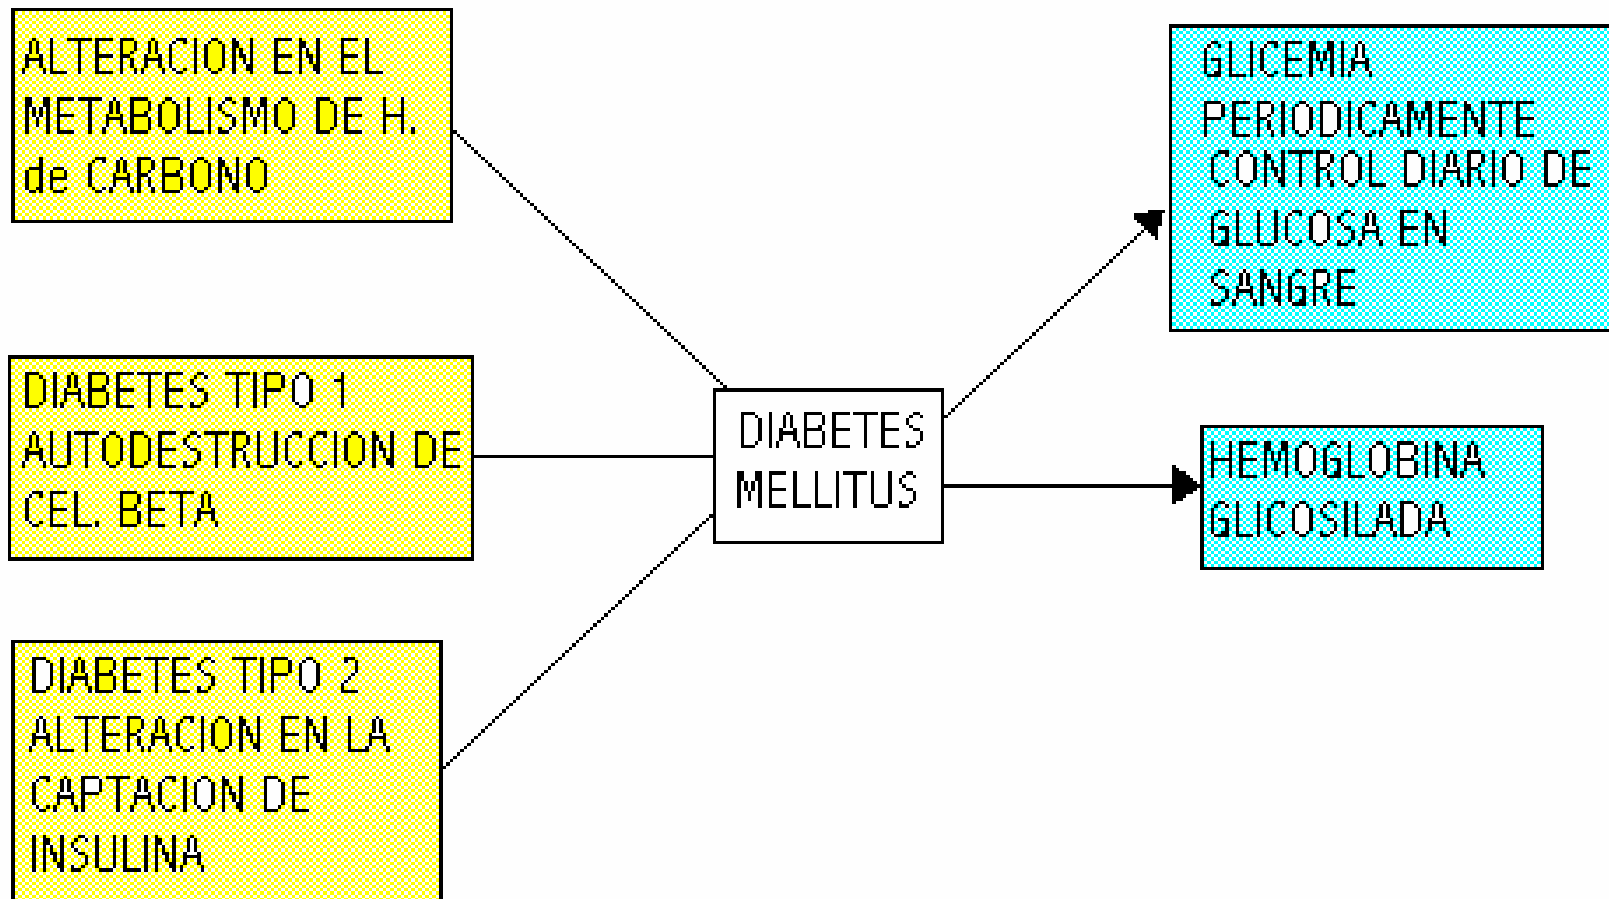 ALTERACION EN EL
METABOLISMO DE H.
de CARBONO
DIABETES TIPO 1
AUTODESTRUCCION DE
CEL. BETA
DIABETES TIPO 2
ALTERACION EN LA
CAPTACION DE
INSULINA
DIABETES
MELLITUS
GLICEMIA
PERIODICAMENTE
CONTROL DIARIO DE
GLUCOSA EN
SANGRE
HEMOGLOBINA
GLICOSILADA